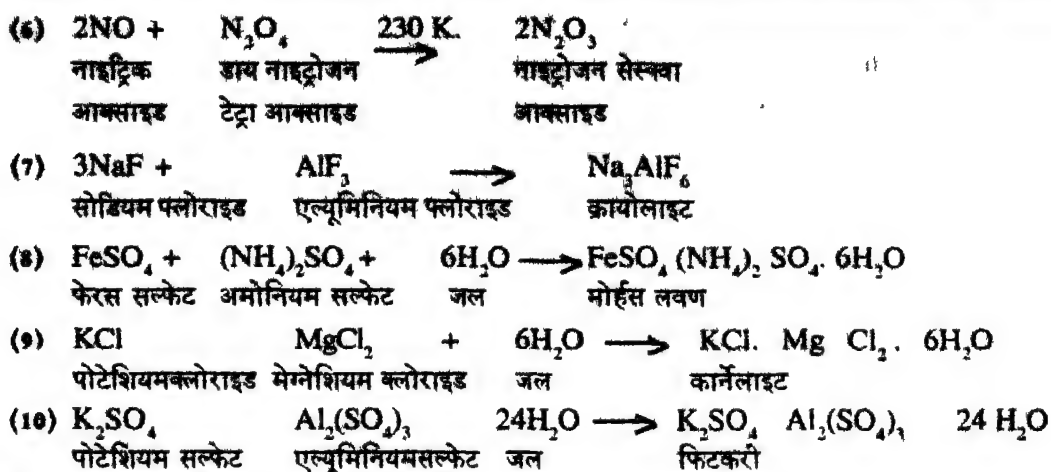 (6) 2NO + N₂O₄ 230 K. ⟶ 2N₂O₃
नाइट्रिक डाय नाइट्रोजन नाइट्रोजन सेस्क्वा
आक्साइड टेट्रा आक्साइड आक्साइड
(7) 3NaF + AlF₃ ⟶ Na₃AlF₆
सोडियम फ्लोराइड एल्यूमिनियम फ्लोराइड क्रायोलाइट
(8) FeSO₄ + (NH₄)₂SO₄ + 6H₂O ⟶ FeSO₄ (NH₄)₂ SO₄. 6H₂O
फेरस सल्फेट अमोनियम सल्फेट जल मोर्हस लवण
(9) KCl MgCl₂ + 6H₂O ⟶ KCl. Mg Cl₂. 6H₂O
पोटेशियमक्लोराइड मेग्नेशियम क्लोराइड जल कार्नेलाइट
(10) K₂SO₄ Al₂(SO₄)₃ 24H₂O ⟶ K₂SO₄ Al₂(SO₄)₃ 24 H₂O
पोटेशियम सल्फेट एल्यूमिनियमसल्फेट जल फिटकरी